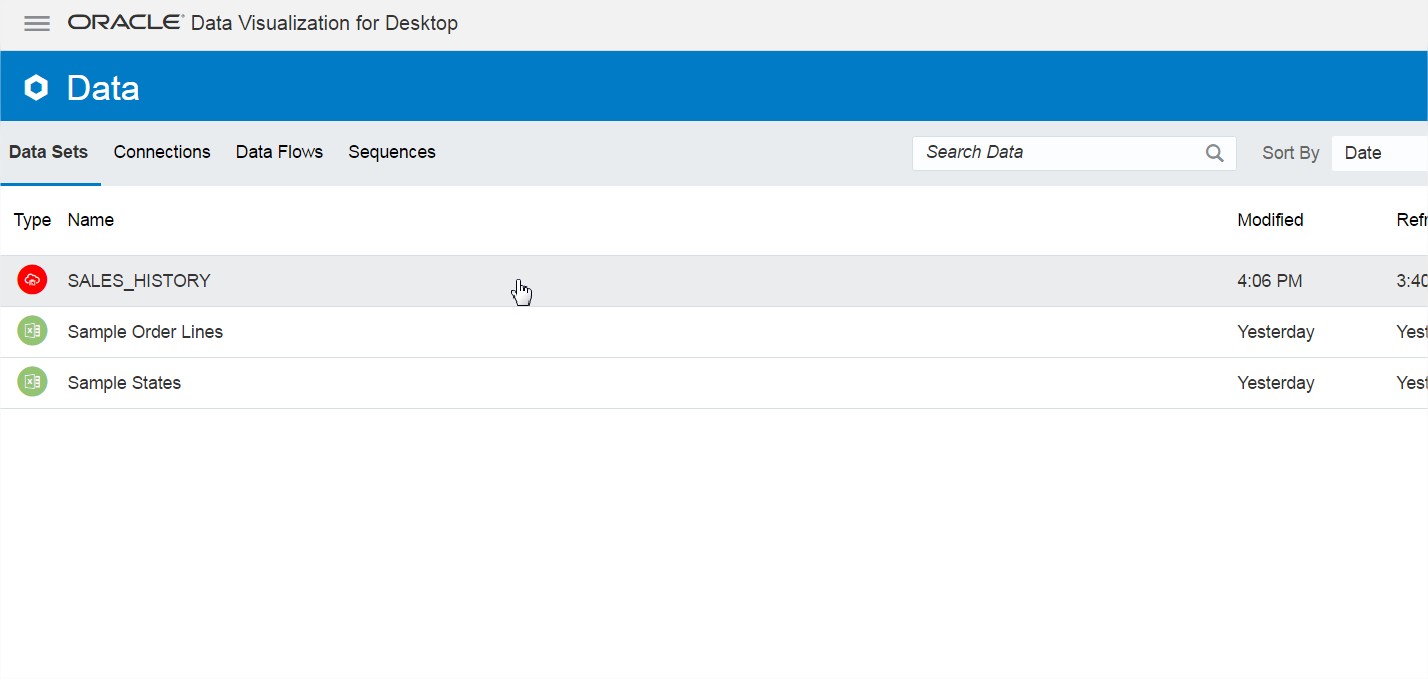 ORACLE Data Visualization for Desktop
Data
Data Sets Connections Data Flows Sequences Search Data Sort By Date
Type Name Modified Refr
SALES_HISTORY 4:06 PM 3:40
Sample Order Lines Yesterday Yest
Sample States Yesterday Yest